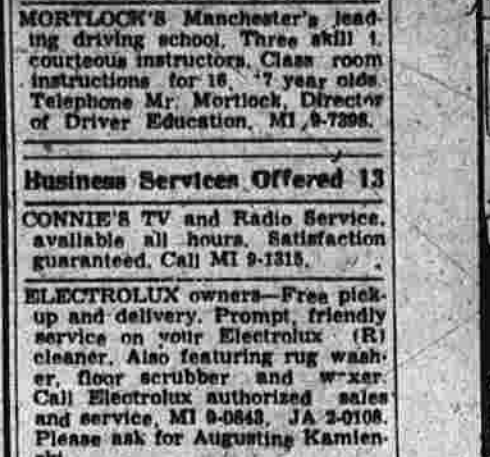 MORTLOCK'S Manchester's lead-
ing driving school. Three skill l.
courteous instructors. Class room
instructions for 16, 17 year olds.
Telephone Mr. Mortlock, Director
of Driver Education, MI 9-7398.
Business Services Offered 13
CONNIE'S TV and Radio Service,
available all hours. Satisfaction
guaranteed. Call MI 9-1315.
ELECTROLUX owners—Free pick-
up and delivery. Prompt, friendly
service on your Electrolux (R)
cleaner. Also featuring rug wash-
er, floor scrubber and w-xer.
Call Electrolux authorized sales
and service, MI 9-0643, JA 2-0108.
Please ask for Augustine Kamien-